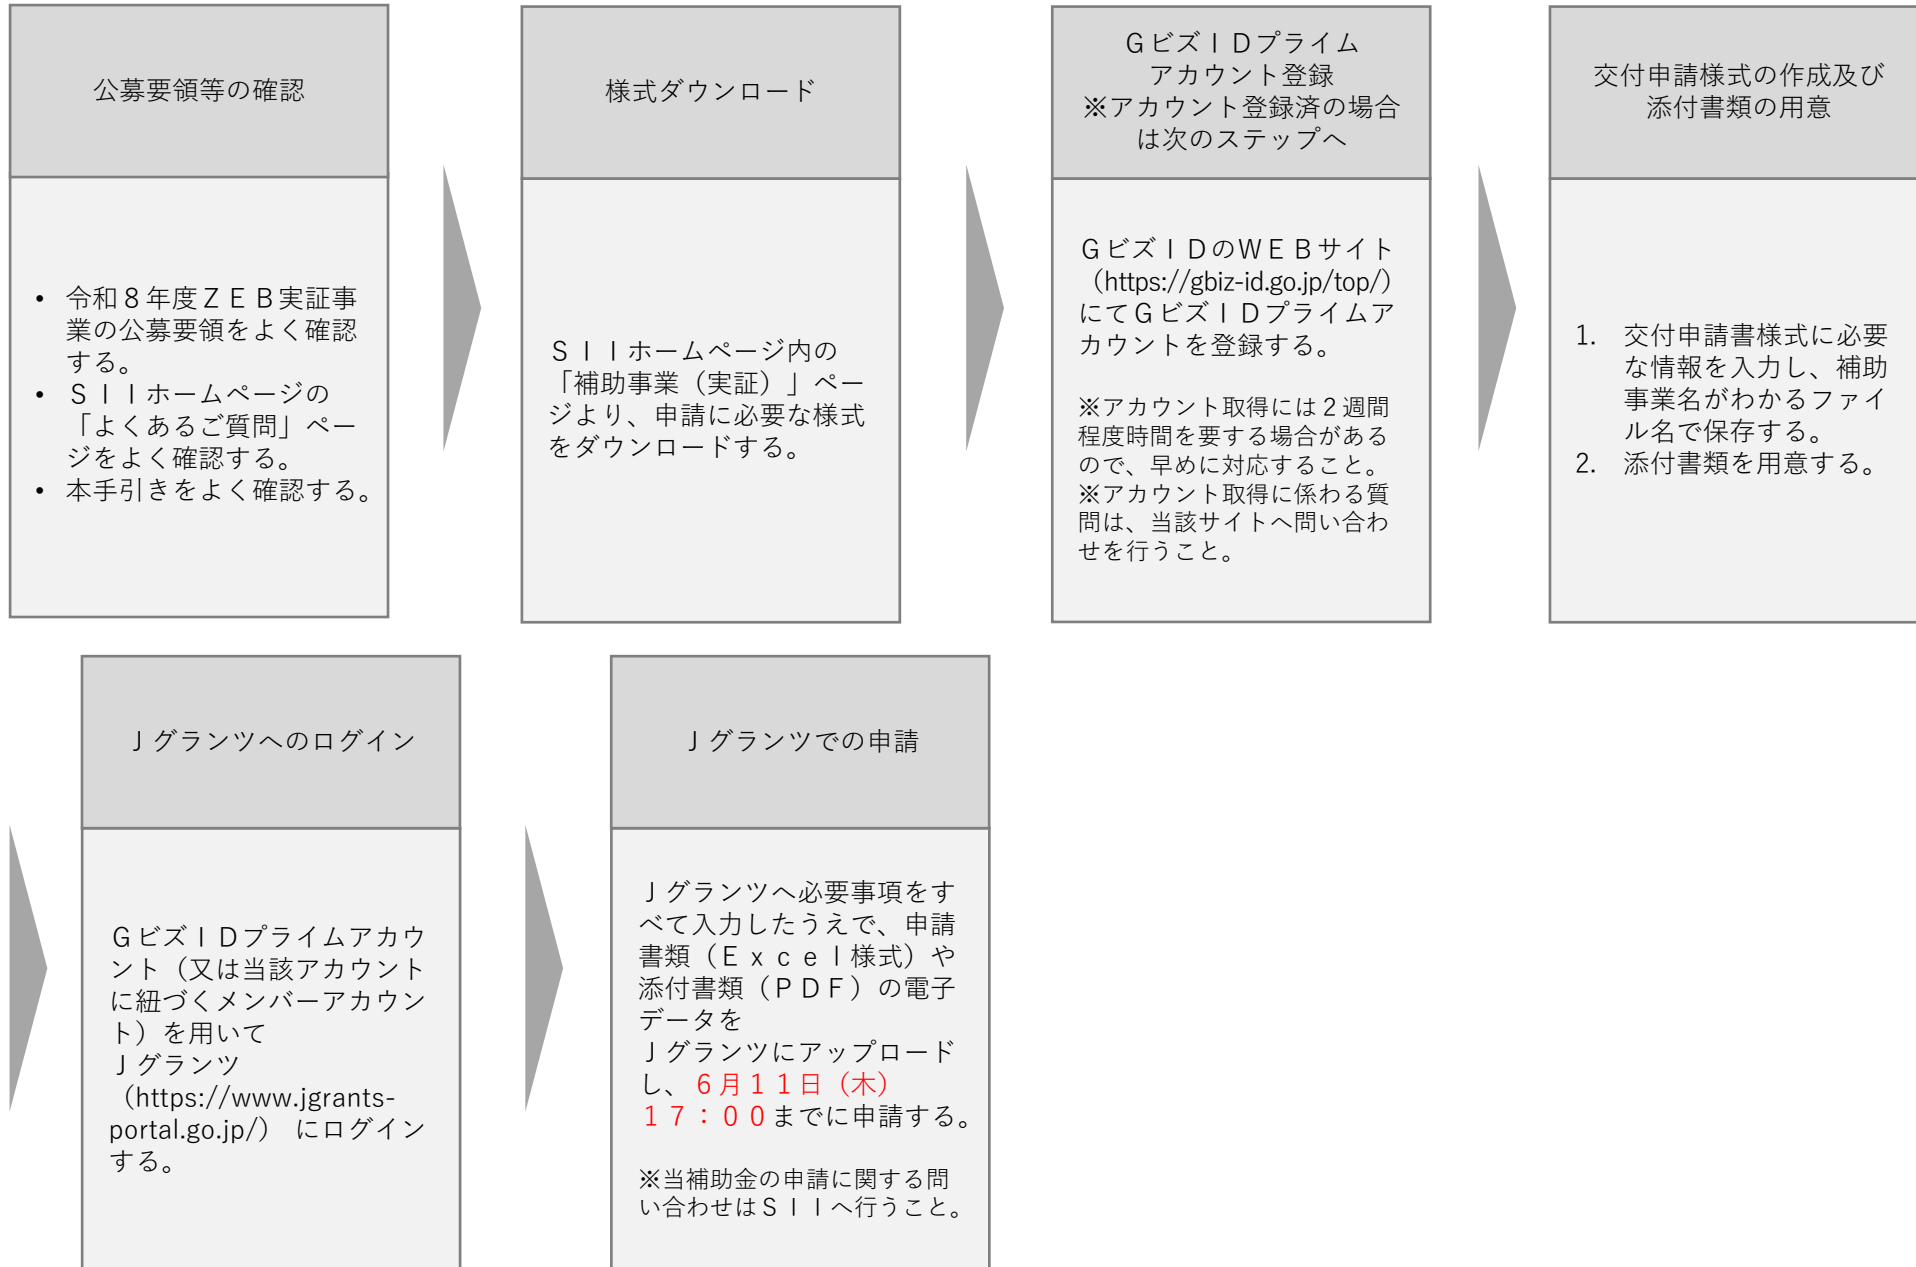 公募要領等の確認
• 令和８年度ＺＥＢ実証事
業の公募要領をよく確認
する。
• ＳＩＩホームページの
「よくあるご質問」ペー
ジをよく確認する。
• 本手引きをよく確認する。
様式ダウンロード
ＳＩＩホームページ内の
「補助事業（実証）」ペー
ジより、申請に必要な様式
をダウンロードする。
ＧビズＩＤプライム
アカウント登録
※アカウント登録済の場合
は次のステップへ
ＧビズＩＤのＷＥＢサイト
（https://gbiz-id.go.jp/top/）
にてＧビズＩＤプライムア
カウントを登録する。
※アカウント取得には２週間
程度時間を要する場合がある
ので、早めに対応すること。
※アカウント取得に係わる質
問は、当該サイトへ問い合わ
せを行うこと。
交付申請様式の作成及び
添付書類の用意
1. 交付申請書様式に必要
な情報を入力し、補助
事業名がわかるファイ
ル名で保存する。
2. 添付書類を用意する。
Ｊグランツへのログイン
ＧビズＩＤプライムアカウ
ント（又は当該アカウント
に紐づくメンバーアカウン
ト）を用いて
Ｊグランツ
（https://www.jgrants-
portal.go.jp/） にログイン
する。
Ｊグランツでの申請
Ｊグランツへ必要事項をす
べて入力したうえで、申請
書類（Ｅｘｃｅｌ様式）や
添付書類（ＰＤＦ）の電子
データを
Ｊグランツにアップロード
し、６月１１日（木）
１７：００までに申請する。
※当補助金の申請に関する問
い合わせはＳＩＩへ行うこと。